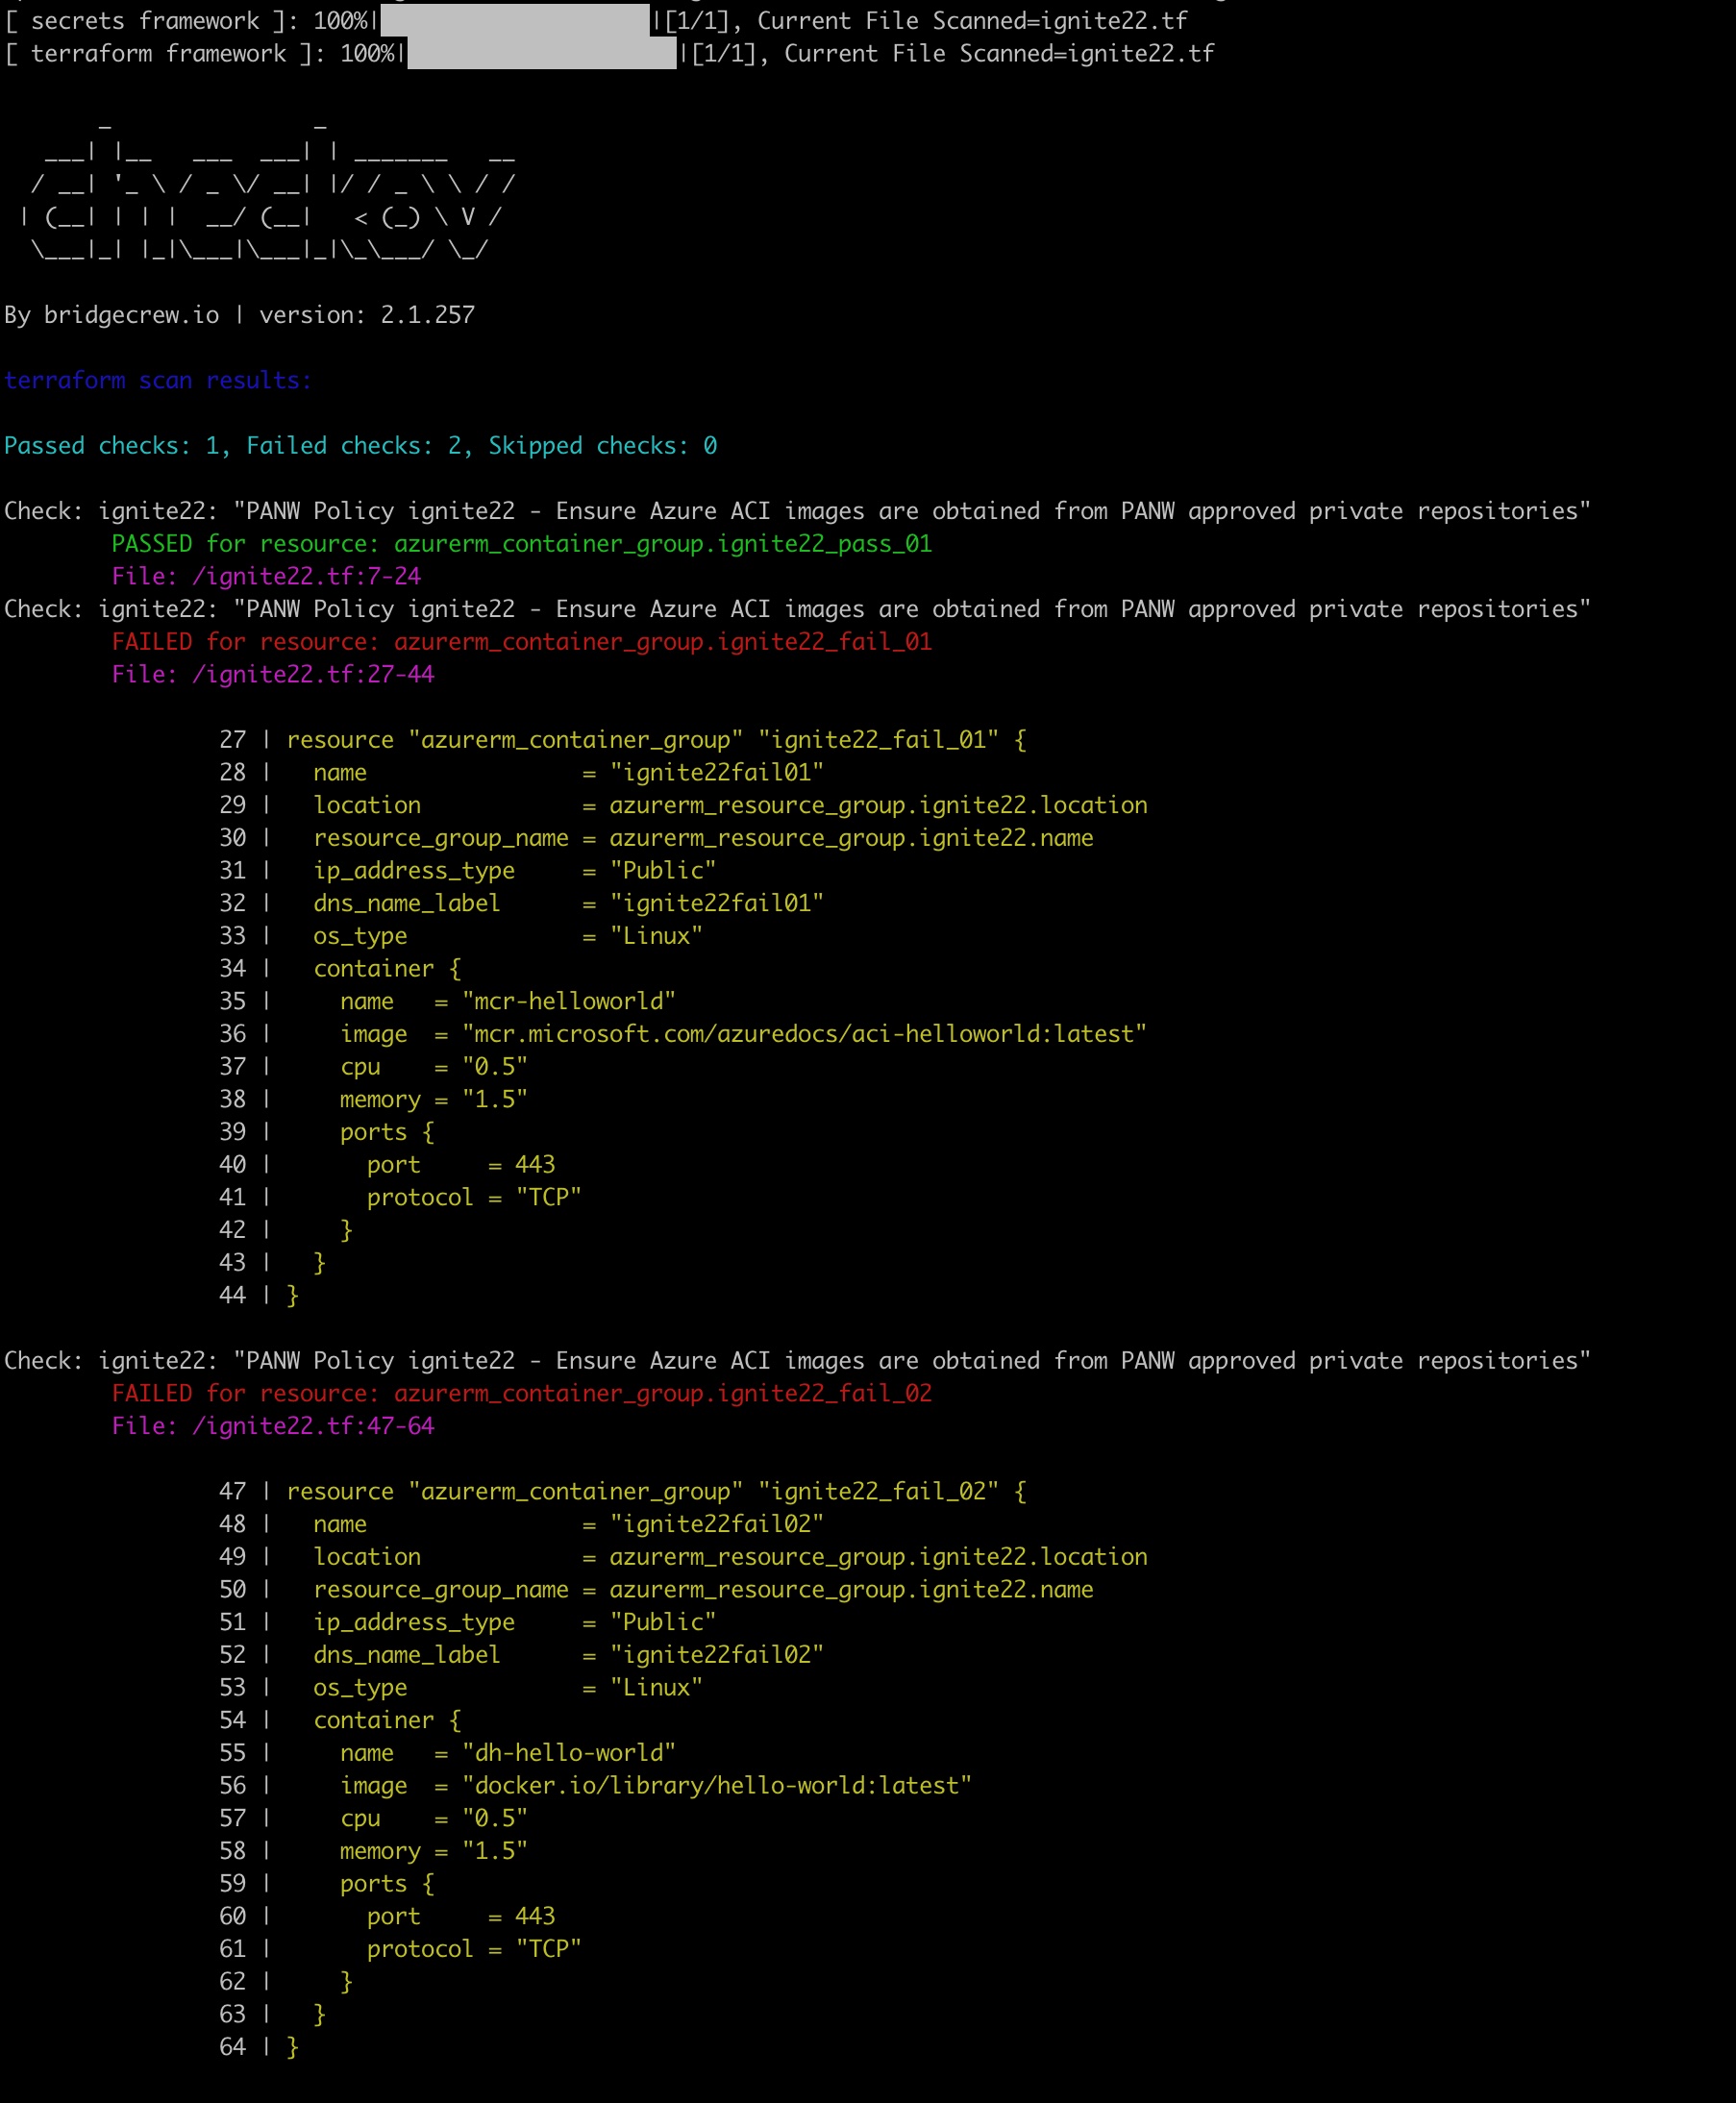 [ secrets framework ]: 100%|████████████████████|[1/1], Current File Scanned=ignite22.tf
[ terraform framework ]: 100%|████████████████████|[1/1], Current File Scanned=ignite22.tf
       _               _
   ___| |__   ___  ___| | _______   __
  / __| '_ \ / _ \/ __| |/ / _ \ \ / /
 | (__| | | |  __/ (__|   < (_) \ V /
  \___|_| |_|\___|\___|_|\_\___/ \_/
By bridgecrew.io | version: 2.1.257
terraform scan results:
Passed checks: 1, Failed checks: 2, Skipped checks: 0
Check: ignite22: "PANW Policy ignite22 - Ensure Azure ACI images are obtained from PANW approved private repositories"
        PASSED for resource: azurerm_container_group.ignite22_pass_01
        File: /ignite22.tf:7-24
Check: ignite22: "PANW Policy ignite22 - Ensure Azure ACI images are obtained from PANW approved private repositories"
        FAILED for resource: azurerm_container_group.ignite22_fail_01
        File: /ignite22.tf:27-44
                27 | resource "azurerm_container_group" "ignite22_fail_01" {
                28 |   name                = "ignite22fail01"
                29 |   location            = azurerm_resource_group.ignite22.location
                30 |   resource_group_name = azurerm_resource_group.ignite22.name
                31 |   ip_address_type     = "Public"
                32 |   dns_name_label      = "ignite22fail01"
                33 |   os_type             = "Linux"
                34 |   container {
                35 |     name   = "mcr-helloworld"
                36 |     image  = "mcr.microsoft.com/azuredocs/aci-helloworld:latest"
                37 |     cpu    = "0.5"
                38 |     memory = "1.5"
                39 |     ports {
                40 |       port     = 443
                41 |       protocol = "TCP"
                42 |     }
                43 |   }
                44 | }
Check: ignite22: "PANW Policy ignite22 - Ensure Azure ACI images are obtained from PANW approved private repositories"
        FAILED for resource: azurerm_container_group.ignite22_fail_02
        File: /ignite22.tf:47-64
                47 | resource "azurerm_container_group" "ignite22_fail_02" {
                48 |   name                = "ignite22fail02"
                49 |   location            = azurerm_resource_group.ignite22.location
                50 |   resource_group_name = azurerm_resource_group.ignite22.name
                51 |   ip_address_type     = "Public"
                52 |   dns_name_label      = "ignite22fail02"
                53 |   os_type             = "Linux"
                54 |   container {
                55 |     name   = "dh-hello-world"
                56 |     image  = "docker.io/library/hello-world:latest"
                57 |     cpu    = "0.5"
                58 |     memory = "1.5"
                59 |     ports {
                60 |       port     = 443
                61 |       protocol = "TCP"
                62 |     }
                63 |   }
                64 | }